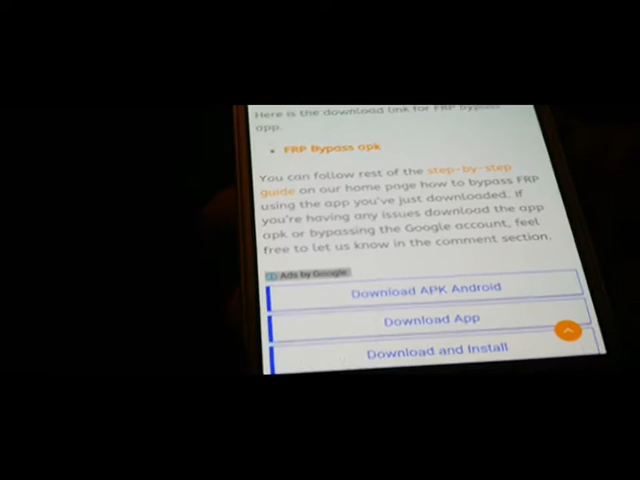 Here is the download link for FRP bypass
app.
• FRP Bypass apk
You can follow rest of the step-by-step
guide on our home page how to bypass FRP
using the app you've just downloaded. If
you're having any issues download the app
apk or bypassing the Google account, feel
free to let us know in the comment section.
Ads by Google
Download APK Android
Download App
Download and Install